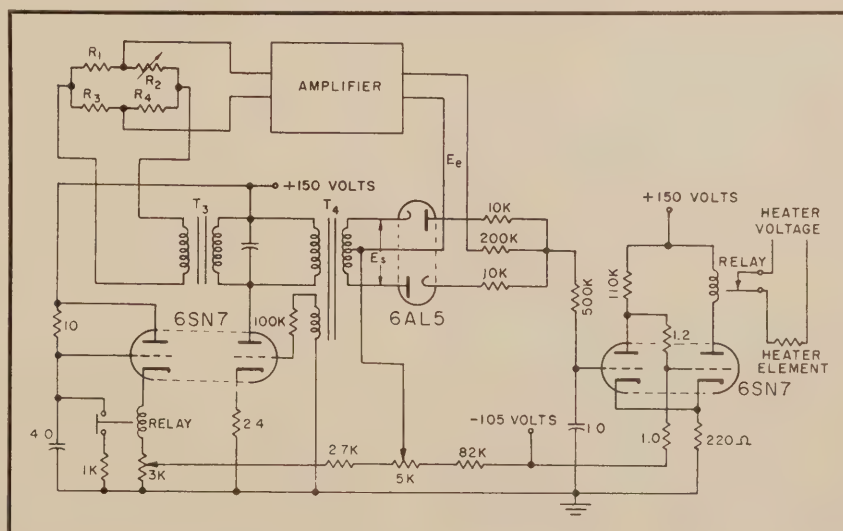 R1
R2
R3
R4
AMPLIFIER
Ee
+150 VOLTS
T3
T4
Es
10K
200K
10K
6AL5
500K
+150 VOLTS
HEATER
VOLTAGE
RELAY
110K
1.2
HEATER
ELEMENT
6SN7
10
6SN7
100K
4.0
RELAY
1K
3K
2.4
27K
5K
82K
-105 VOLTS
1.0
1.0
220Ω